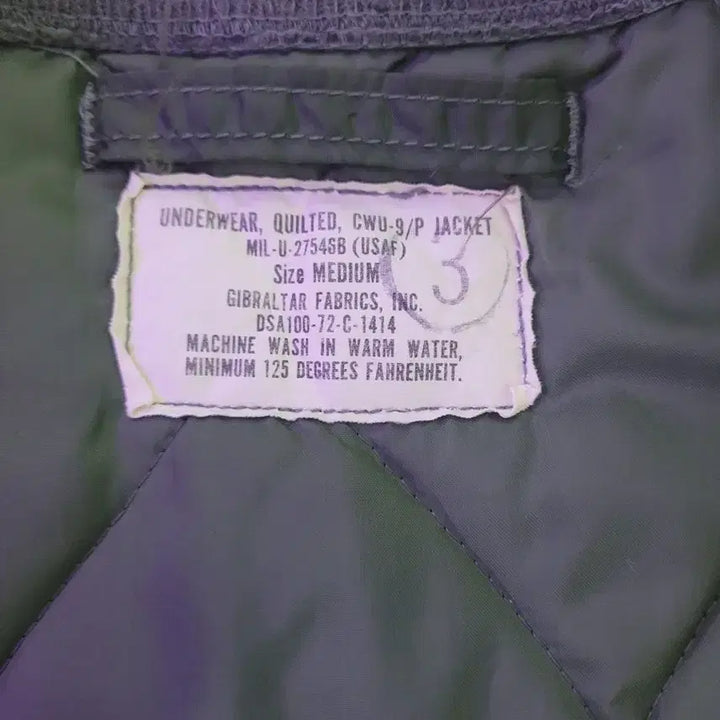 UNDERWEAR, QUILTED, CWU-9/P JACKET
MIL-U-27546B (USAF)
Size MEDIUM
3
GIBRALTAR FABRICS, INC.
DSA100-72-C-1414
MACHINE WASH IN WARM WATER,
MINIMUM 125 DEGREES FAHRENHEIT.